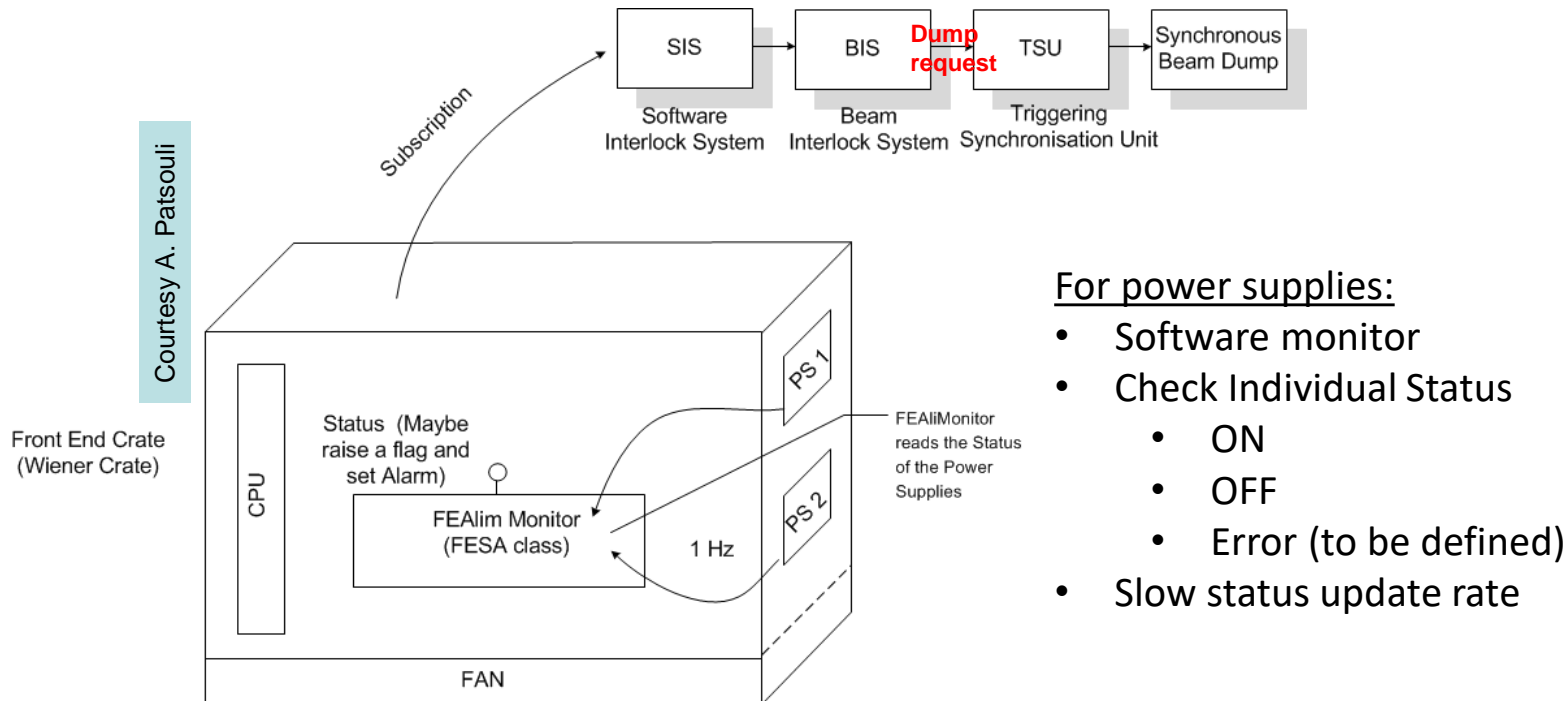 SIS
BIS
Dump
request
TSU
Synchronous
Beam Dump
Software
Interlock System
Beam
Interlock System
Triggering
Synchronisation Unit
Subscription
Courtesy A. Patsouli
Front End Crate
(Wiener Crate)
CPU
Status (Maybe
raise a flag and
set Alarm)
FEAlim Monitor
(FESA class)
1 Hz
PS 1
PS 2
FEAliMonitor
reads the Status
of the Power
Supplies
FAN
For power supplies:
• Software monitor
• Check Individual Status
• ON
• OFF
• Error (to be defined)
• Slow status update rate